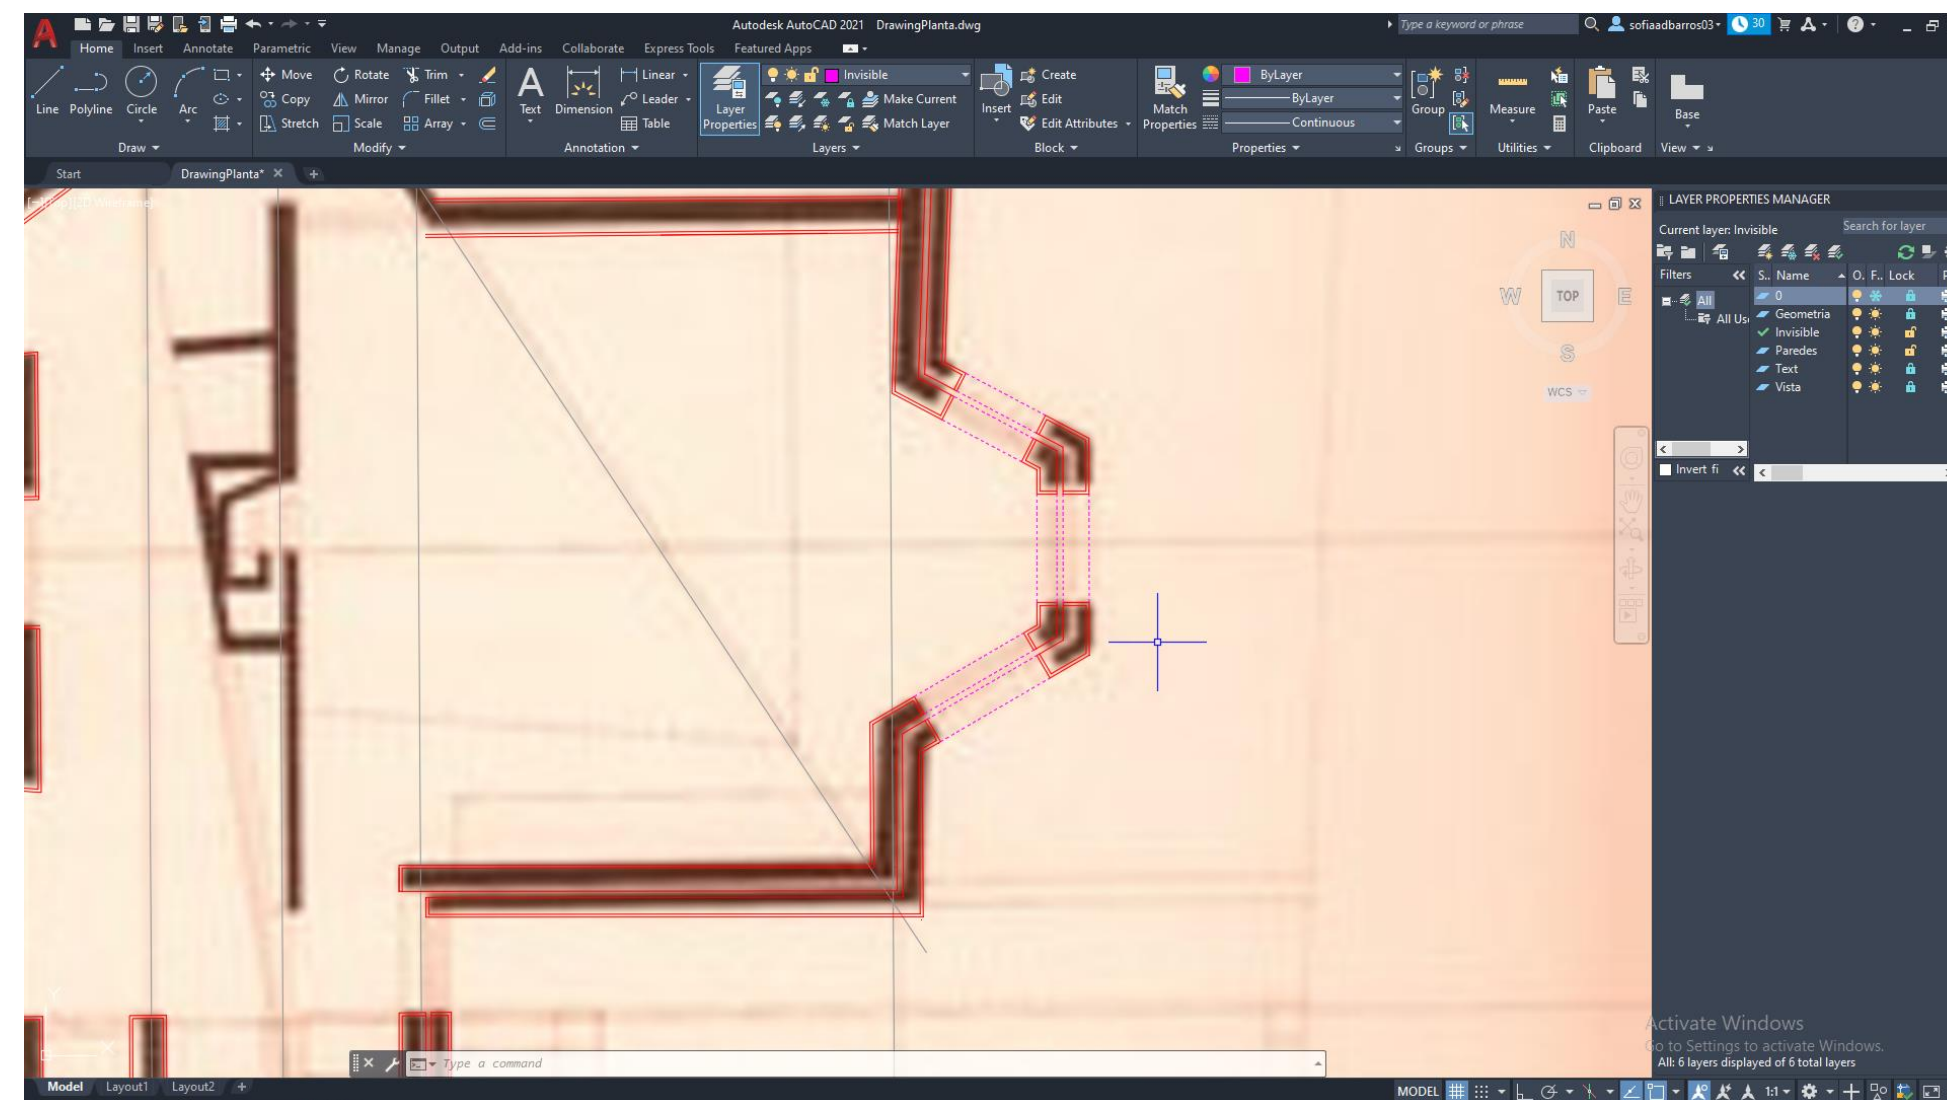 Autodesk AutoCAD 2021 DrawingPlanta.dwg
Type a keyword or phrase
sofiaadbarros03
30
Home Insert Annotate Parametric View Manage Output Add-ins Collaborate Express Tools Featured Apps
Line Polyline Circle Arc
Draw
Move Rotate Trim
Copy Mirror Fillet
Stretch Scale Array
Modify
Text Dimension
Linear
Leader
Table
Annotation
Layer Properties
Invisible
Make Current
Match Layer
Layers
Insert
Create
Edit
Edit Attributes
Block
Match Properties
ByLayer
ByLayer
Continuous
Properties
Group
Groups
Measure
Utilities
Paste
Clipboard
Base
View
Start DrawingPlanta*
N
W TOP E
S
WCS
LAYER PROPERTIES MANAGER
Current layer: Invisible
Search for layer
Filters
S.. Name O. F.. Lock
All
All Us
0
Geometria
Invisible
Paredes
Text
Vista
Invert fi
Y
X
Type a command
Activate Windows
Go to Settings to activate Windows.
All: 6 layers displayed of 6 total layers
Model Layout1 Layout2
MODEL 1:1